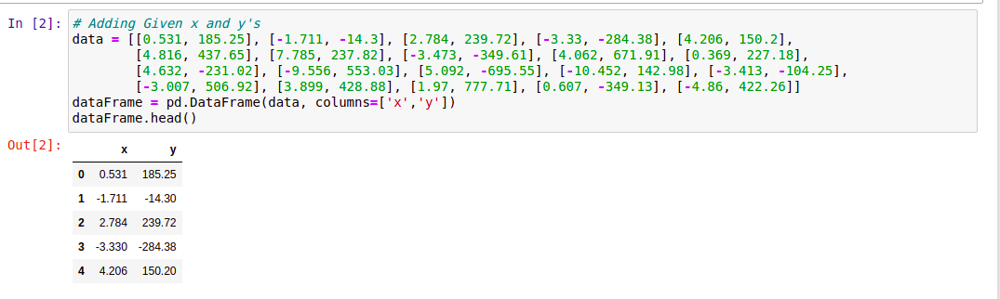 In [2]: # Adding Given x and y's
data = [[0.531, 185.25], [-1.711, -14.3], [2.784, 239.72], [-3.33, -284.38], [4.206, 150.2],
[4.816, 437.65], [7.785, 237.82], [-3.473, -349.61], [4.062, 671.91], [0.369, 227.18],
[4.632, -231.02], [-9.556, 553.03], [5.092, -695.55], [-10.452, 142.98], [-3.413, -104.25],
[-3.007, 506.92], [3.899, 428.88], [1.97, 777.71], [0.607, -349.13], [-4.86, 422.26]]
dataFrame = pd.DataFrame(data, columns=['x','y'])
dataFrame.head()
Out[2]:
x y
0 0.531 185.25
1 -1.711 -14.30
2 2.784 239.72
3 -3.330 -284.38
4 4.206 150.20